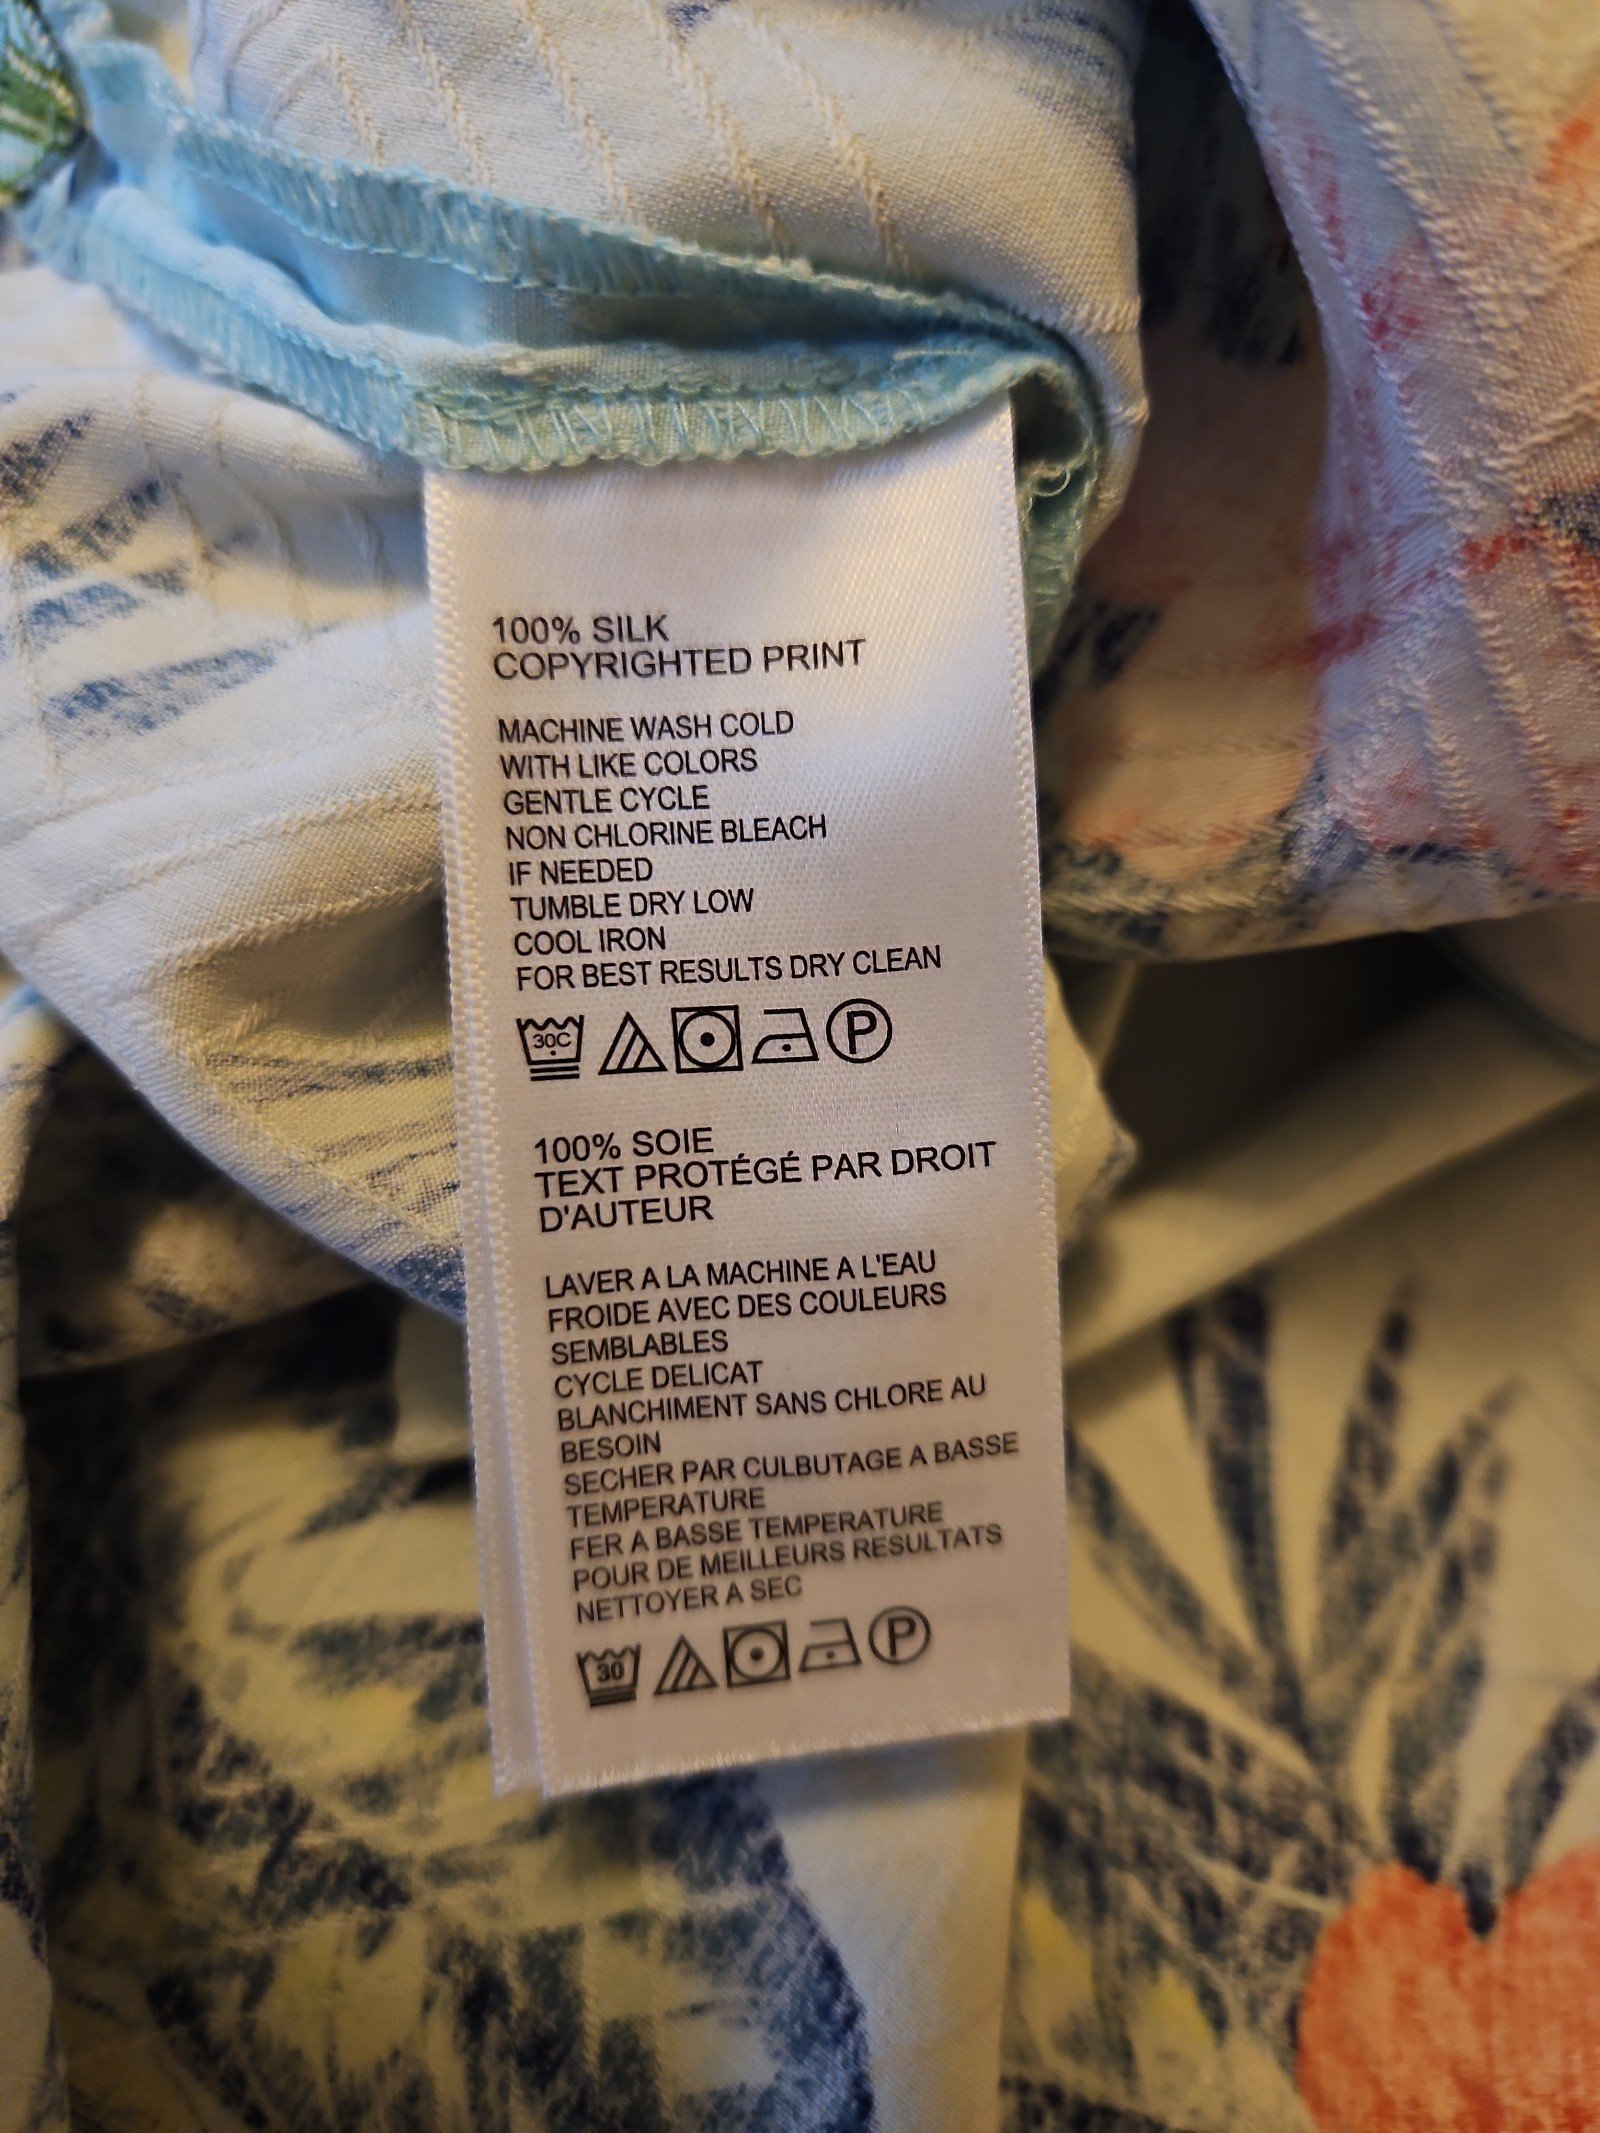 100% SILK
COPYRIGHTED PRINT
MACHINE WASH COLD
WITH LIKE COLORS
GENTLE CYCLE
NON CHLORINE BLEACH
IF NEEDED
TUMBLE DRY LOW
COOL IRON
FOR BEST RESULTS DRY CLEAN
30C P
100% SOIE
TEXT PROTÉGÉ PAR DROIT
D'AUTEUR
LAVER A LA MACHINE A L'EAU
FROIDE AVEC DES COULEURS
SEMBLABLES
CYCLE DELICAT
BLANCHIMENT SANS CHLORE AU
BESOIN
SECHER PAR CULBUTAGE A BASSE
TEMPERATURE
FER A BASSE TEMPERATURE
POUR DE MEILLEURS RESULTATS
NETTOYER A SEC
30 P